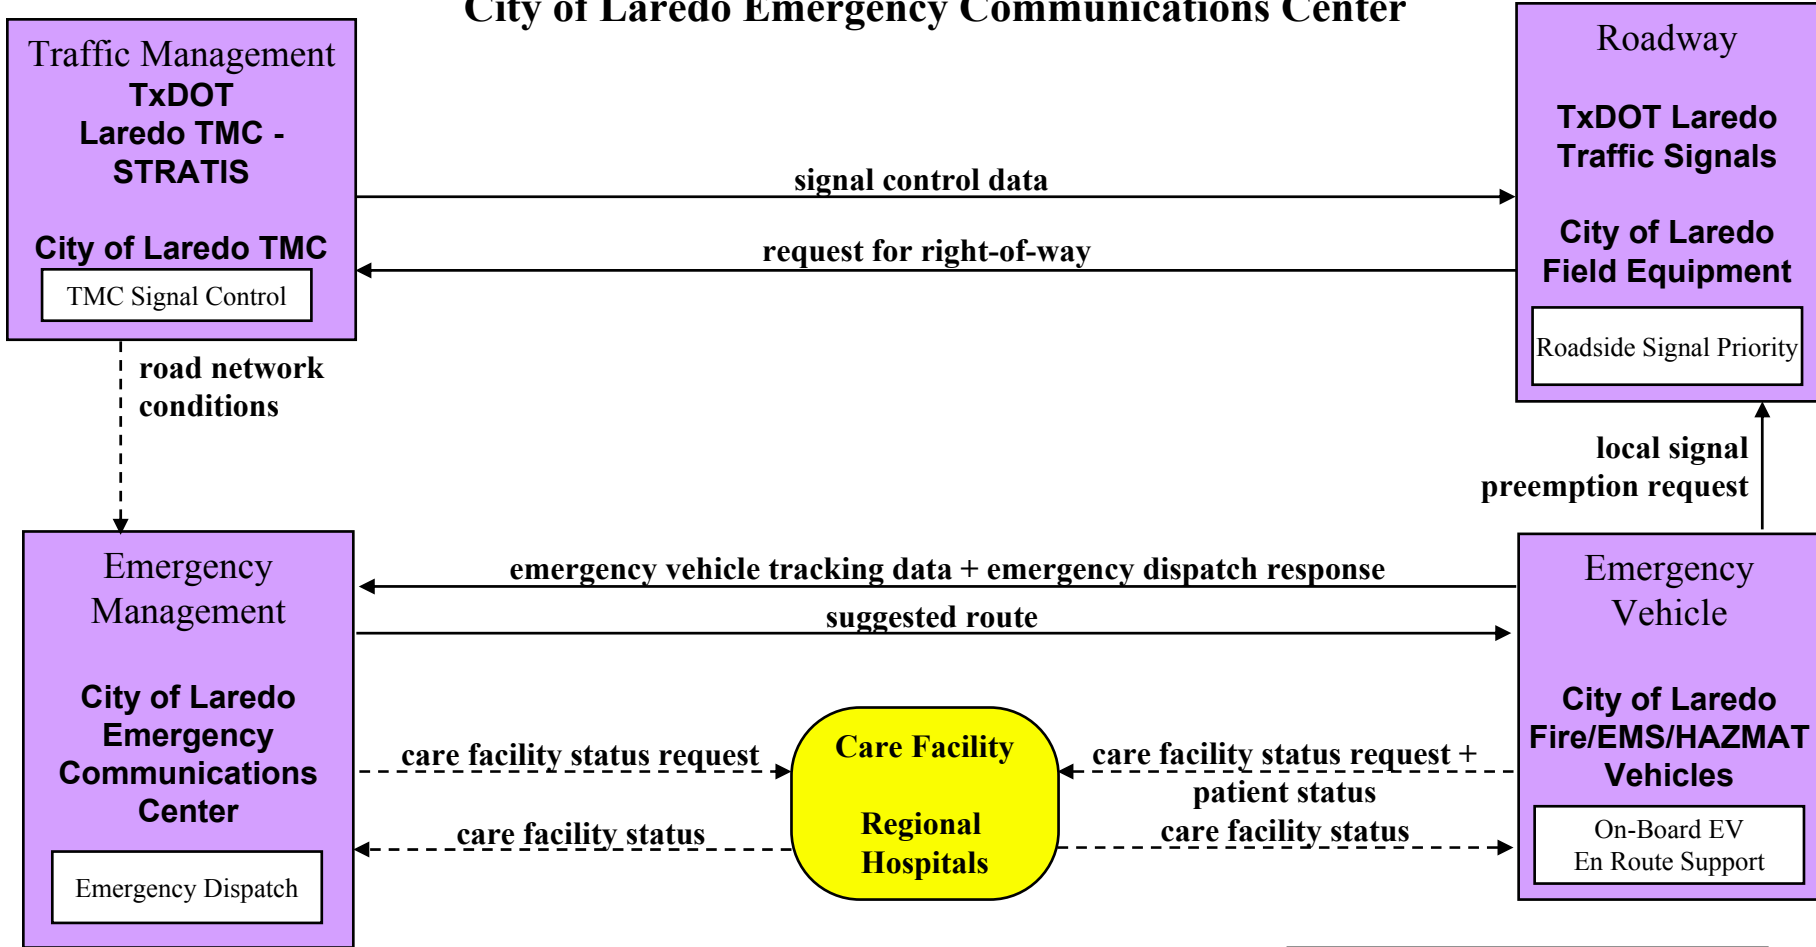 City of Laredo Emergency Communications Center
Traffic Management
TxDOT
Laredo TMC -
STRATIS
City of Laredo TMC
TMC Signal Control
Roadway
TxDOT Laredo
Traffic Signals
City of Laredo
Field Equipment
Roadside Signal Priority
signal control data
request for right-of-way
road network
conditions
local signal
preemption request
Emergency
Management
City of Laredo
Emergency
Communications
Center
Emergency Dispatch
emergency vehicle tracking data + emergency dispatch response
suggested route
care facility status request
care facility status
Care Facility
Regional
Hospitals
care facility status request +
patient status
care facility status
Emergency
Vehicle
City of Laredo
Fire/EMS/HAZMAT
Vehicles
On-Board EV
En Route Support